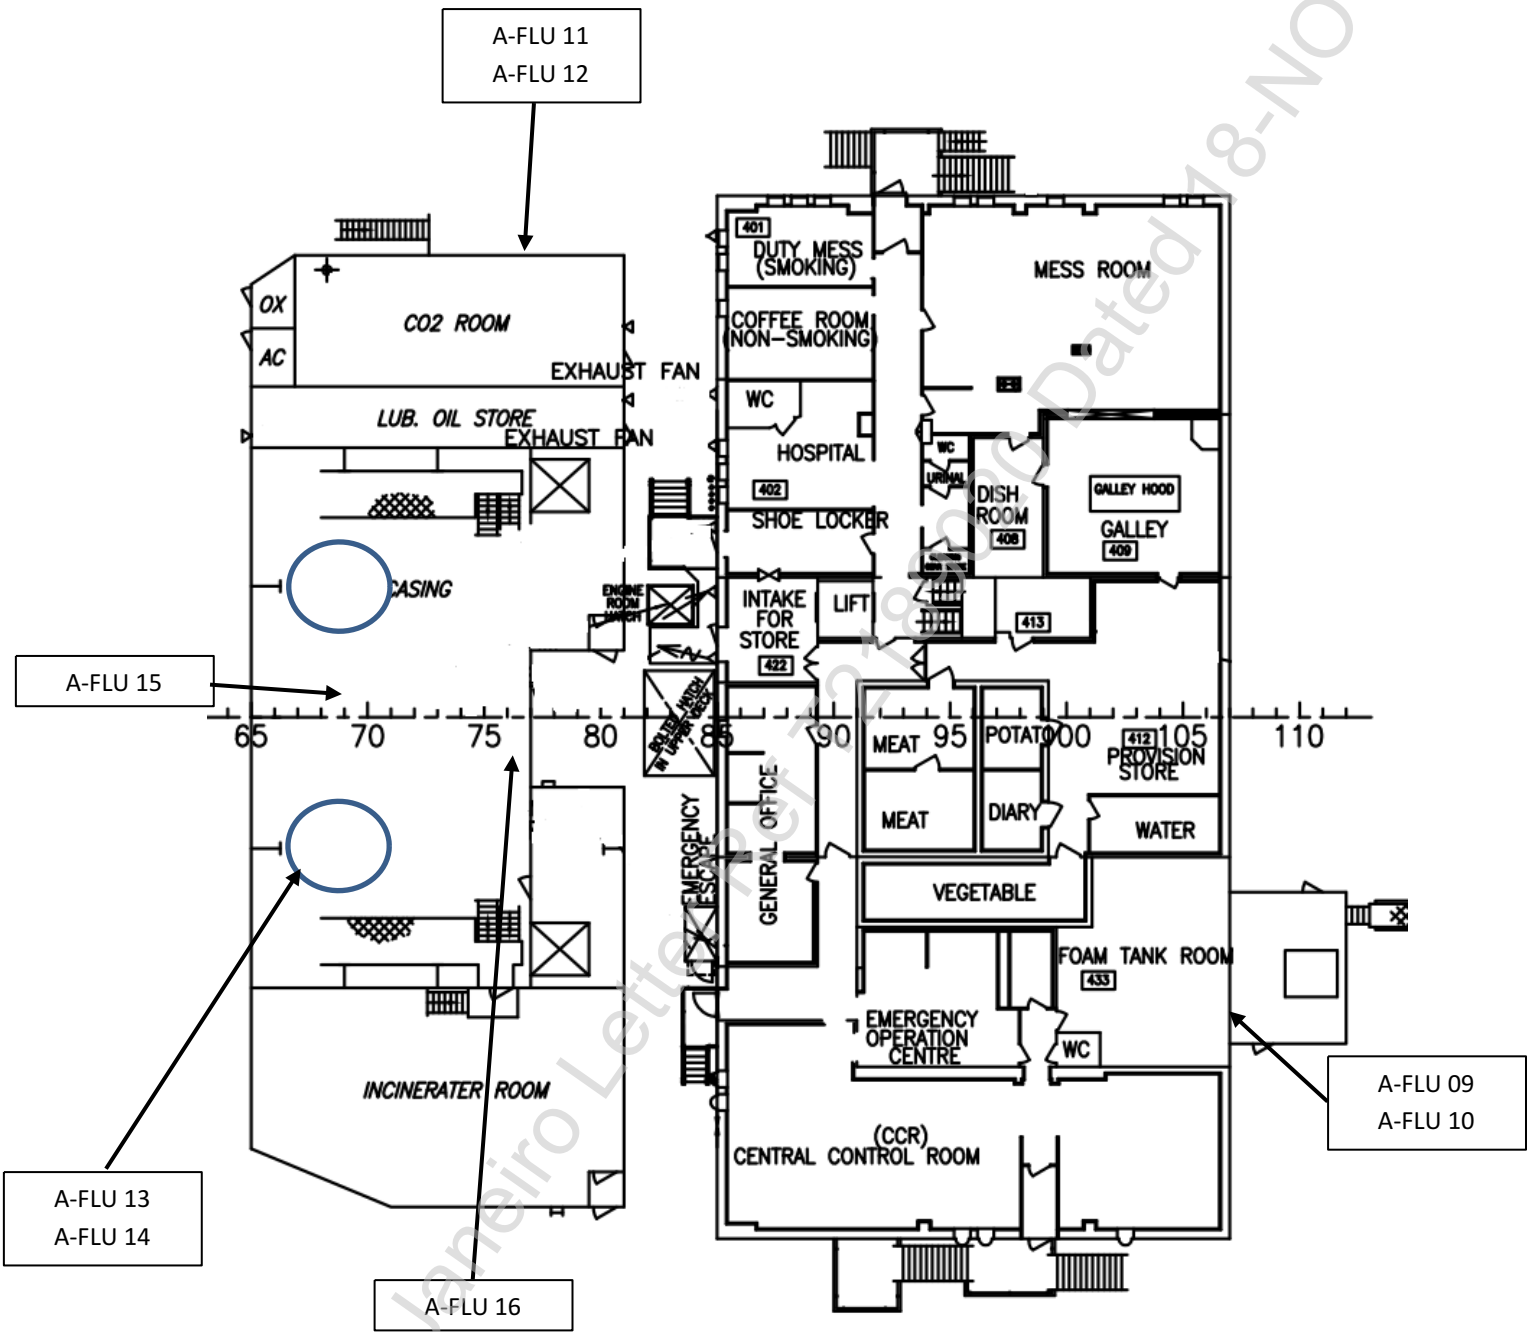 A-FLU 11
A-FLU 12
401
DUTY MESS
(SMOKING)
MESS ROOM
OX
CO2 ROOM
COFFEE ROOM
(NON-SMOKING)
AC
EXHAUST FAN
WC
LUB. OIL STORE
EXHAUST FAN
HOSPITAL
WC
URINAL
402
DISH
ROOM
408
GALLEY HOOD
GALLEY
409
SHOE LOCKER
CASING
ENGINE
ROOM
HATCH
INTAKE
FOR
STORE
422
LIFT
413
A-FLU 15
BOLTED HATCH
IN UPPER DECK
65 70 75 80 85 90 95 100 105 110
MEAT
POTATO
412
PROVISION
STORE
MEAT
DIARY
WATER
EMERGENCY
ESCAPE
GENERAL OFFICE
VEGETABLE
FOAM TANK ROOM
433
EMERGENCY
OPERATION
CENTRE
WC
INCINERATER ROOM
A-FLU 09
A-FLU 10
(CCR)
CENTRAL CONTROL ROOM
A-FLU 13
A-FLU 14
A-FLU 16
Janeiro Letter Ref T2189020 Dated 18-NO